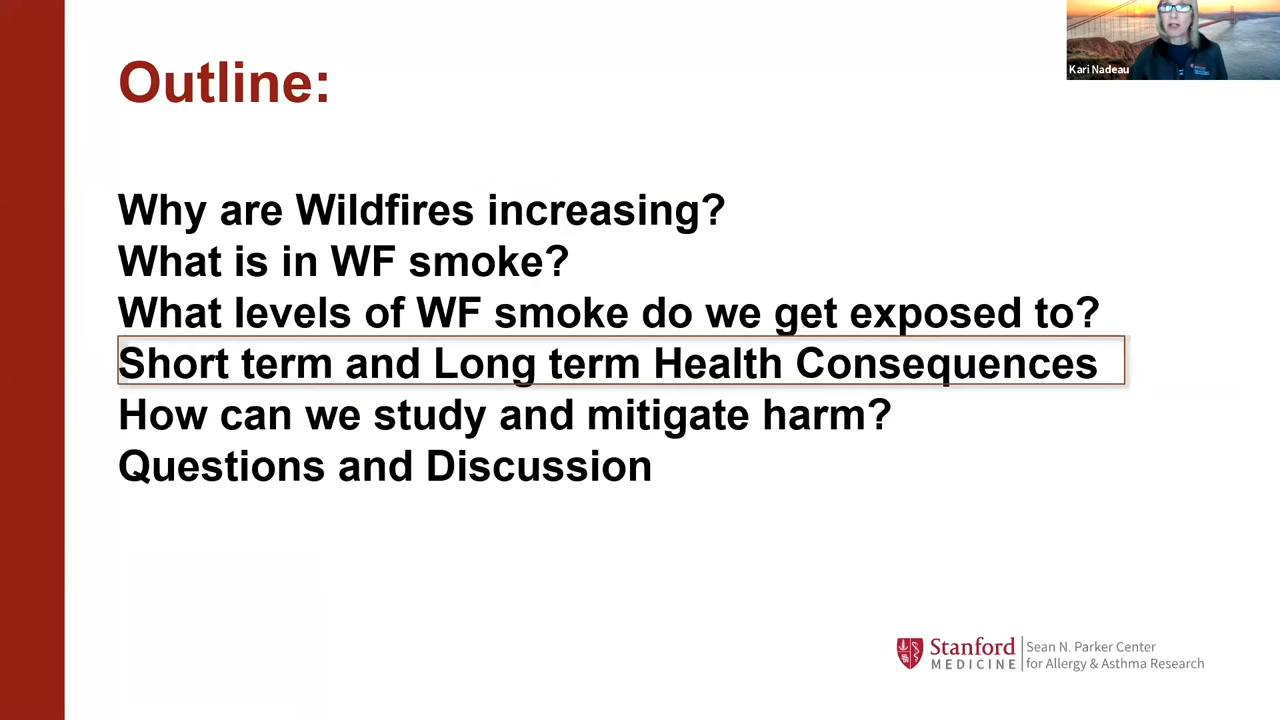 Outline:
Kari Nadeau
Why are Wildfires increasing?
What is in WF smoke?
What levels of WF smoke do we get exposed to?
Short term and Long term Health Consequences
How can we study and mitigate harm?
Questions and Discussion
Stanford
MEDICINE
Sean N. Parker Center
for Allergy & Asthma Research